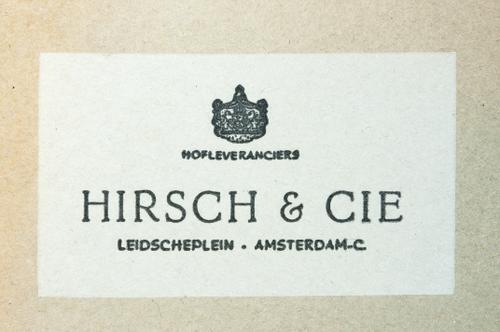 HOFLEVERANCIERS
HIRSCH & CIE
LEIDSCHEPLEIN · AMSTERDAM-C.